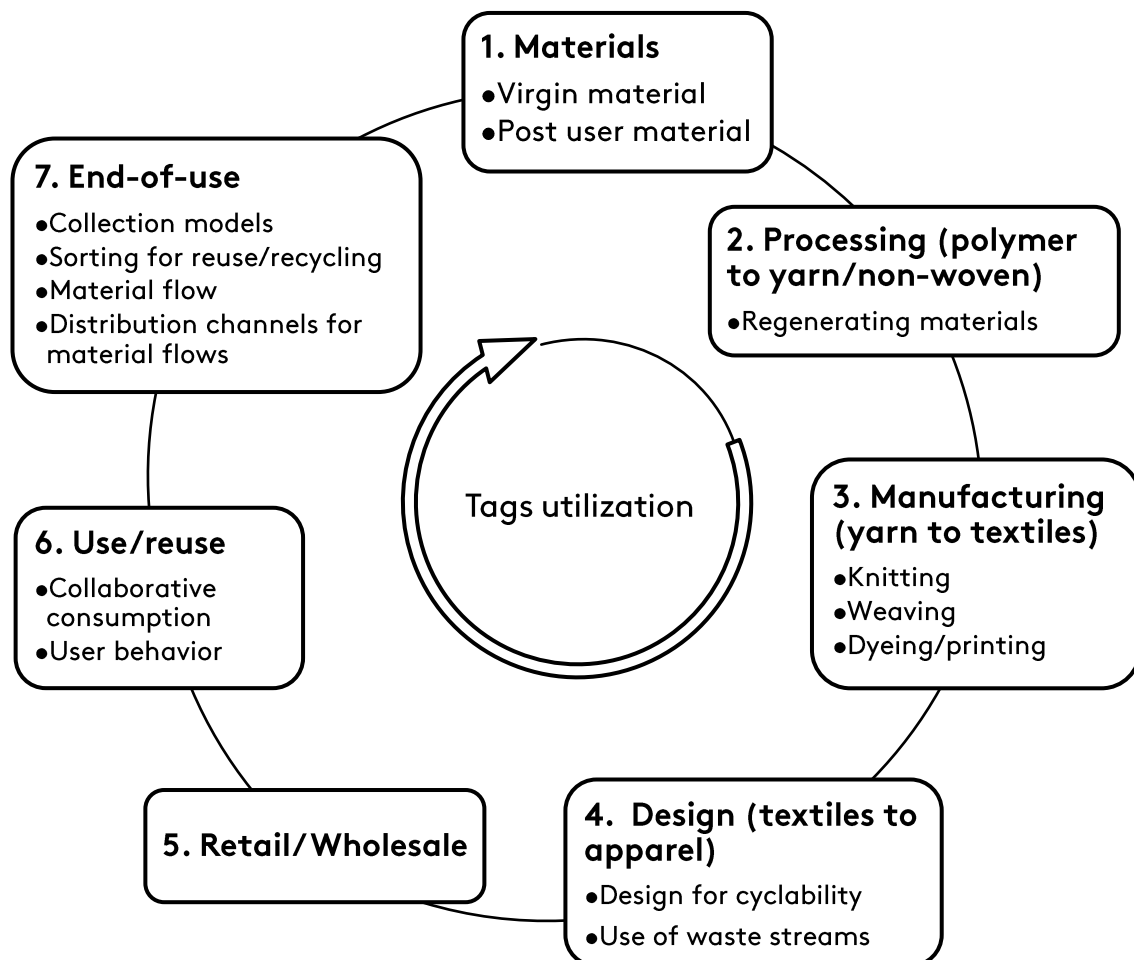 1. Materials
●Virgin material
●Post user material
2. Processing (polymer
to yarn/non-woven)
●Regenerating materials
3. Manufacturing
(yarn to textiles)
●Knitting
●Weaving
●Dyeing/printing
4. Design (textiles to
apparel)
●Design for cyclability
●Use of waste streams
5. Retail/Wholesale
6. Use/reuse
●Collaborative
consumption
●User behavior
7. End-of-use
●Collection models
●Sorting for reuse/recycling
●Material flow
●Distribution channels for
material flows
Tags utilization